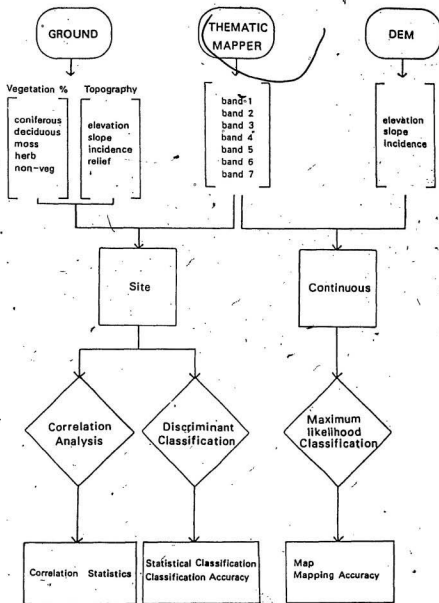 GROUND
THEMATIC
MAPPER
DEM
Vegetation %
Topography
coniferous
deciduous
moss
herb
non-veg
elevation
slope
incidence
relief
band 1
band 2
band 3
band 4
band 5
band 6
band 7
elevation
slope
incidence
Site
Continuous
Correlation
Analysis
Discriminant
Classification
Maximum
likelihood
Classification
Correlation Statistics
Statistical Classification
Classification Accuracy
Map
Mapping Accuracy